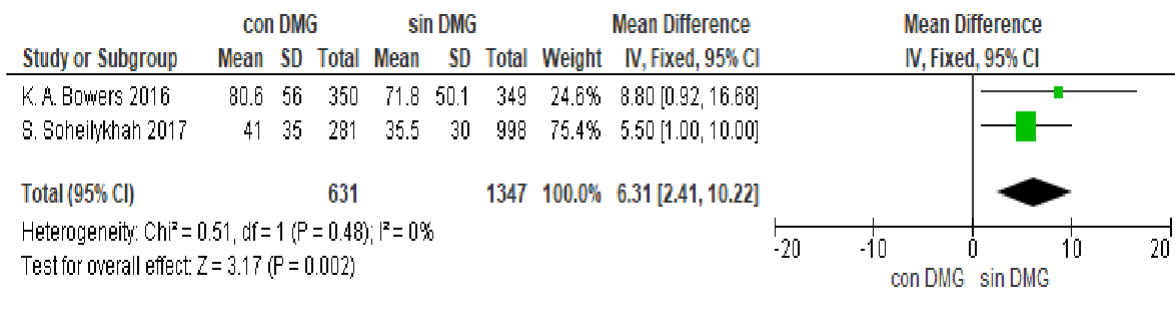 con DMG sin DMG Mean Difference Mean Difference
Study or Subgroup Mean SD Total Mean SD Total Weight IV, Fixed, 95% CI IV, Fixed, 95% CI
K. A. Bowers 2016 80.6 56 350 71.8 50.1 349 24.6% 8.80 [0.92, 16.68]
S. Soheilykhah 2017 41 35 281 35.5 30 998 75.4% 5.50 [1.00, 10.00]
Total (95% CI) 631 1347 100.0% 6.31 [2.41, 10.22]
Heterogeneity: Chi² = 0.51, df = 1 (P = 0.48); I² = 0%
Test for overall effect: Z = 3.17 (P = 0.002)
-20 -10 0 10 20
con DMG sin DMG